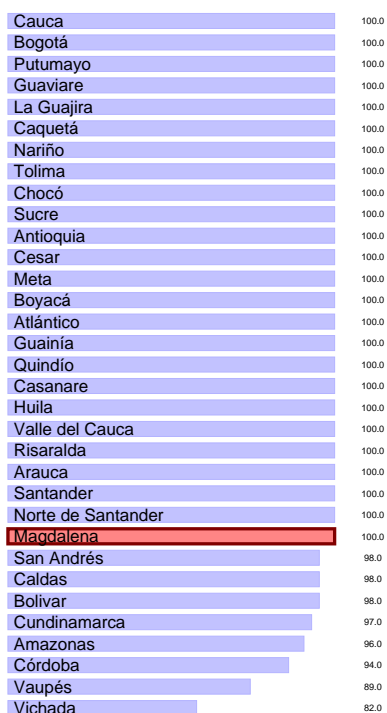 Cauca 100.0
Bogotá 100.0
Putumayo 100.0
Guaviare 100.0
La Guajira 100.0
Caquetá 100.0
Nariño 100.0
Tolima 100.0
Chocó 100.0
Sucre 100.0
Antioquia 100.0
Cesar 100.0
Meta 100.0
Boyacá 100.0
Atlántico 100.0
Guainía 100.0
Quindío 100.0
Casanare 100.0
Huila 100.0
Valle del Cauca 100.0
Risaralda 100.0
Arauca 100.0
Santander 100.0
Norte de Santander 100.0
Magdalena 100.0
San Andrés 98.0
Caldas 98.0
Bolivar 98.0
Cundinamarca 97.0
Amazonas 96.0
Córdoba 94.0
Vaupés 89.0
Vichada 82.0